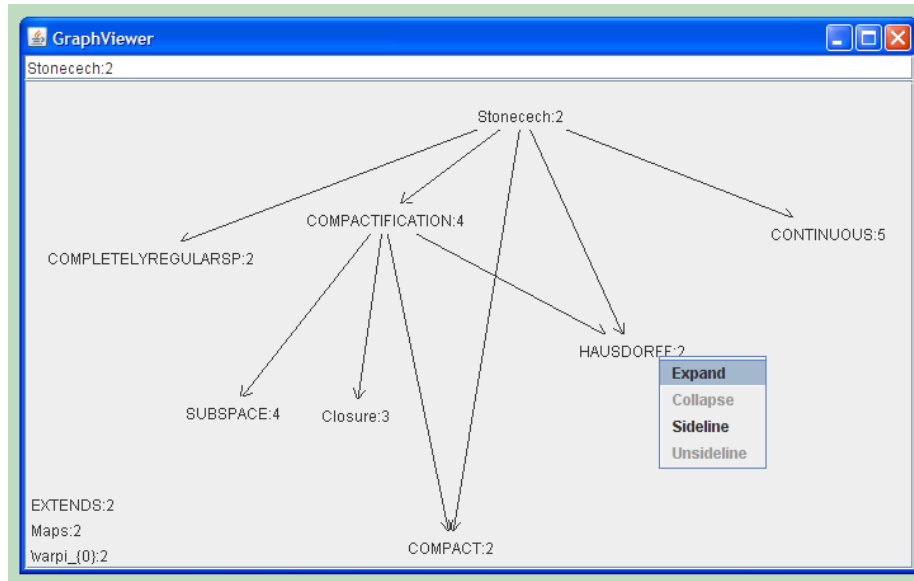 GraphViewer
Stonecech:2
Stonecech:2
COMPACTIFICATION:4
CONTINUOUS:5
COMPLETELYREGULARSP:2
HAUSDORFF:2
Expand
Collapse
Sideline
Unsideline
SUBSPACE:4
Closure:3
EXTENDS:2
Maps:2
\varpi_{0}:2
COMPACT:2